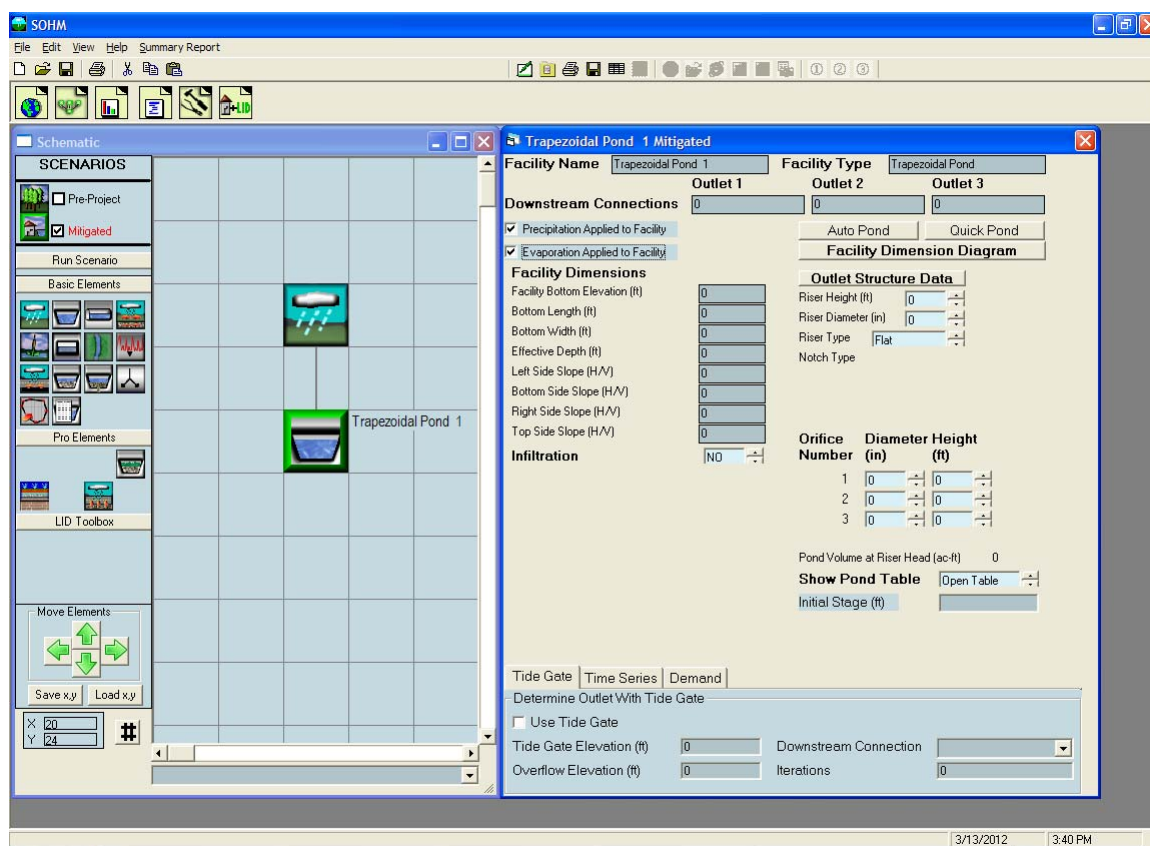 SOHM
File Edit View Help Summary Report
Schematic
SCENARIOS
Pre-Project
Mitigated
Run Scenario
Basic Elements
Pro Elements
LID Toolbox
Move Elements
Save x,y Load x,y
X 20
Y 24
#
+LID
Trapezoidal Pond 1
Trapezoidal Pond 1 Mitigated
Facility Name Trapezoidal Pond 1 Facility Type Trapezoidal Pond
Outlet 1 Outlet 2 Outlet 3
Downstream Connections 0 0 0
Precipitation Applied to Facility Auto Pond Quick Pond
Evaporation Applied to Facility Facility Dimension Diagram
Facility Dimensions
Facility Bottom Elevation (ft) 0
Bottom Length (ft) 0
Bottom Width (ft) 0
Effective Depth (ft) 0
Left Side Slope (H/V) 0
Bottom Side Slope (H/V) 0
Right Side Slope (H/V) 0
Top Side Slope (H/V) 0
Infiltration NO
Outlet Structure Data
Riser Height (ft) 0
Riser Diameter (in) 0
Riser Type Flat
Notch Type
Orifice Diameter Height
Number (in) (ft)
1 0 0
2 0 0
3 0 0
Pond Volume at Riser Head (ac-ft) 0
Show Pond Table Open Table
Initial Stage (ft)
Tide Gate Time Series Demand
Determine Outlet With Tide Gate
Use Tide Gate
Tide Gate Elevation (ft) 0 Downstream Connection
Overflow Elevation (ft) 0 Iterations 0
3/13/2012 3:40 PM